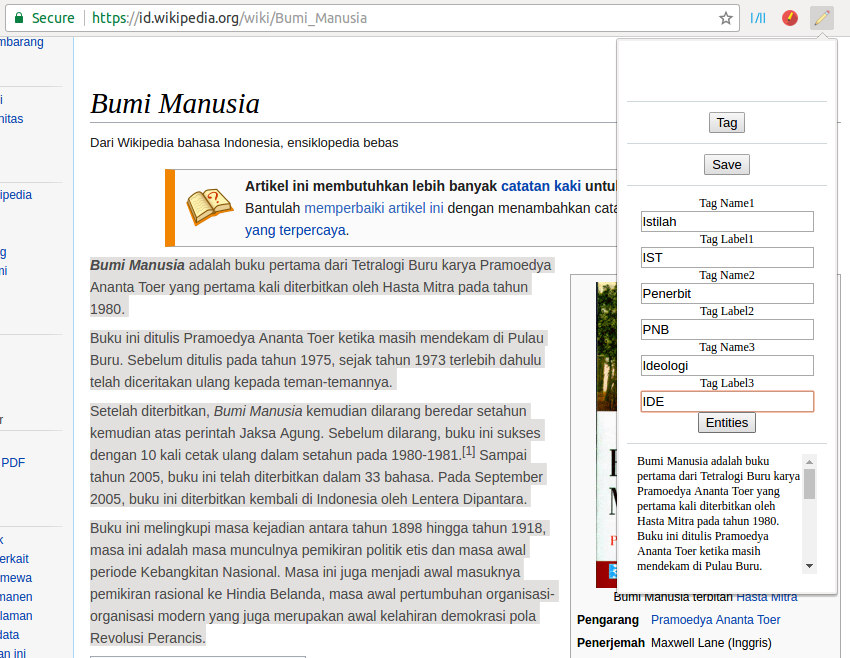 Secure https://id.wikipedia.org/wiki/Bumi_Manusia
mbarang
nitas
ipedia
PDF
erkait
mewa
manen
laman
data
an ini
Bumi Manusia
Dari Wikipedia bahasa Indonesia, ensiklopedia bebas
Artikel ini membutuhkan lebih banyak catatan kaki untu
Bantulah memperbaiki artikel ini dengan menambahkan cata
yang terpercaya.
Bumi Manusia adalah buku pertama dari Tetralogi Buru karya Pramoedya
Ananta Toer yang pertama kali diterbitkan oleh Hasta Mitra pada tahun
1980.
Buku ini ditulis Pramoedya Ananta Toer ketika masih mendekam di Pulau
Buru. Sebelum ditulis pada tahun 1975, sejak tahun 1973 terlebih dahulu
telah diceritakan ulang kepada teman-temannya.
Setelah diterbitkan, Bumi Manusia kemudian dilarang beredar setahun
kemudian atas perintah Jaksa Agung. Sebelum dilarang, buku ini sukses
dengan 10 kali cetak ulang dalam setahun pada 1980-1981.[1] Sampai
tahun 2005, buku ini telah diterbitkan dalam 33 bahasa. Pada September
2005, buku ini diterbitkan kembali di Indonesia oleh Lentera Dipantara.
Buku ini melingkupi masa kejadian antara tahun 1898 hingga tahun 1918,
masa ini adalah masa munculnya pemikiran politik etis dan masa awal
periode Kebangkitan Nasional. Masa ini juga menjadi awal masuknya
pemikiran rasional ke Hindia Belanda, masa awal pertumbuhan organisasi-
organisasi modern yang juga merupakan awal kelahiran demokrasi pola
Revolusi Perancis.
Tag
Save
Tag Name1
Istilah
Tag Label1
IST
Tag Name2
Penerbit
Tag Label2
PNB
Tag Name3
Ideologi
Tag Label3
IDE
Entities
Bumi Manusia adalah buku
pertama dari Tetralogi Buru karya
Pramoedya Ananta Toer yang
pertama kali diterbitkan oleh
Hasta Mitra pada tahun 1980.
Buku ini ditulis Pramoedya
Ananta Toer ketika masih
mendekam di Pulau Buru.
Bumi Manusia terbitan Hasta Mitra
Pengarang Pramoedya Ananta Toer
Penerjemah Maxwell Lane (Inggris)